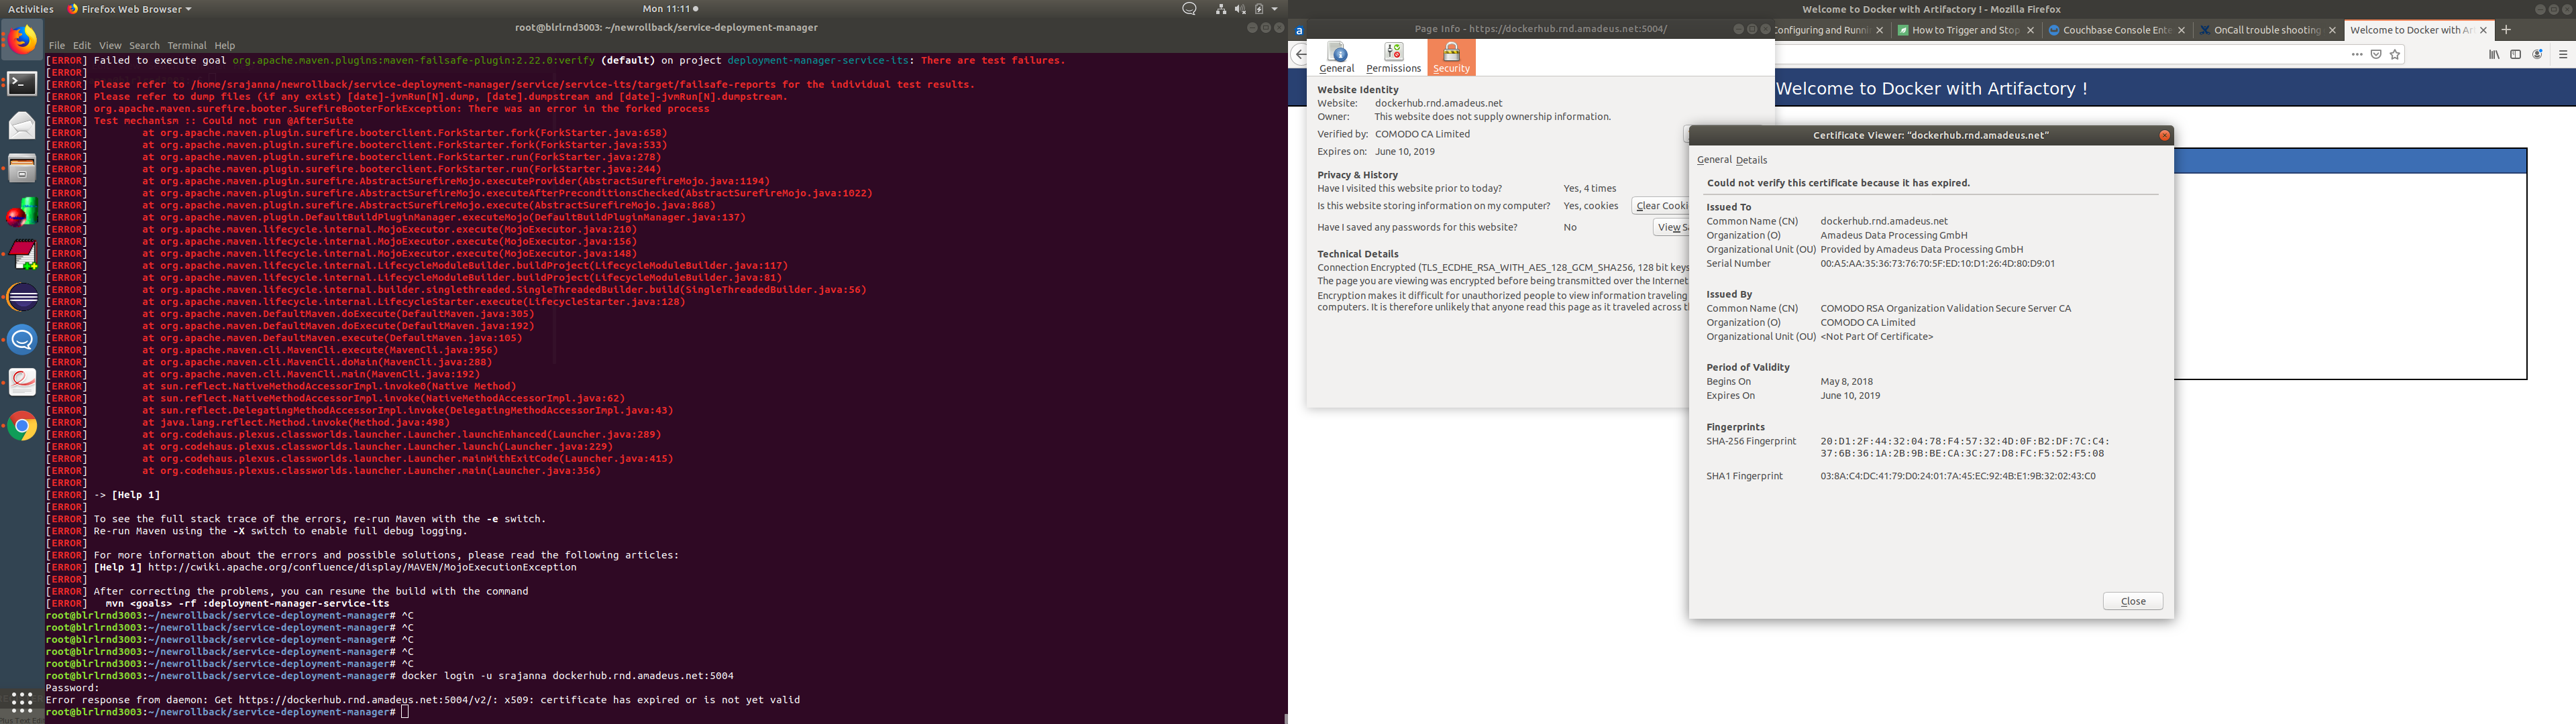 Activities Firefox Web Browser Mon 11:11
root@blrlrnd3003: ~/newrollback/service-deployment-manager
File Edit View Search Terminal Help
[ERROR] Failed to execute goal org.apache.maven.plugins:maven-failsafe-plugin:2.22.0:verify (default) on project deployment-manager-service-its: There are test failures.
[ERROR]
[ERROR] Please refer to /home/srajanna/newrollback/service-deployment-manager/service/service-its/target/failsafe-reports for the individual test results.
[ERROR] Please refer to dump files (if any exist) [date]-jvmRun[N].dump, [date].dumpstream and [date]-jvmRun[N].dumpstream.
[ERROR] org.apache.maven.surefire.booter.SurefireBooterForkException: There was an error in the forked process
[ERROR] Test mechanism :: Could not run @AfterSuite
[ERROR] at org.apache.maven.plugin.surefire.booterclient.ForkStarter.fork(ForkStarter.java:658)
[ERROR] at org.apache.maven.plugin.surefire.booterclient.ForkStarter.fork(ForkStarter.java:533)
[ERROR] at org.apache.maven.plugin.surefire.booterclient.ForkStarter.run(ForkStarter.java:278)
[ERROR] at org.apache.maven.plugin.surefire.booterclient.ForkStarter.run(ForkStarter.java:244)
[ERROR] at org.apache.maven.plugin.surefire.AbstractSurefireMojo.executeProvider(AbstractSurefireMojo.java:1194)
[ERROR] at org.apache.maven.plugin.surefire.AbstractSurefireMojo.executeAfterPreconditionsChecked(AbstractSurefireMojo.java:1022)
[ERROR] at org.apache.maven.plugin.surefire.AbstractSurefireMojo.execute(AbstractSurefireMojo.java:868)
[ERROR] at org.apache.maven.plugin.DefaultBuildPluginManager.executeMojo(DefaultBuildPluginManager.java:137)
[ERROR] at org.apache.maven.lifecycle.internal.MojoExecutor.execute(MojoExecutor.java:210)
[ERROR] at org.apache.maven.lifecycle.internal.MojoExecutor.execute(MojoExecutor.java:156)
[ERROR] at org.apache.maven.lifecycle.internal.MojoExecutor.execute(MojoExecutor.java:148)
[ERROR] at org.apache.maven.lifecycle.internal.LifecycleModuleBuilder.buildProject(LifecycleModuleBuilder.java:117)
[ERROR] at org.apache.maven.lifecycle.internal.LifecycleModuleBuilder.buildProject(LifecycleModuleBuilder.java:81)
[ERROR] at org.apache.maven.lifecycle.internal.builder.singlethreaded.SingleThreadedBuilder.build(SingleThreadedBuilder.java:56)
[ERROR] at org.apache.maven.lifecycle.internal.LifecycleStarter.execute(LifecycleStarter.java:128)
[ERROR] at org.apache.maven.DefaultMaven.doExecute(DefaultMaven.java:305)
[ERROR] at org.apache.maven.DefaultMaven.doExecute(DefaultMaven.java:192)
[ERROR] at org.apache.maven.DefaultMaven.execute(DefaultMaven.java:105)
[ERROR] at org.apache.maven.cli.MavenCli.execute(MavenCli.java:956)
[ERROR] at org.apache.maven.cli.MavenCli.doMain(MavenCli.java:288)
[ERROR] at org.apache.maven.cli.MavenCli.main(MavenCli.java:192)
[ERROR] at sun.reflect.NativeMethodAccessorImpl.invoke0(Native Method)
[ERROR] at sun.reflect.NativeMethodAccessorImpl.invoke(NativeMethodAccessorImpl.java:62)
[ERROR] at sun.reflect.DelegatingMethodAccessorImpl.invoke(DelegatingMethodAccessorImpl.java:43)
[ERROR] at java.lang.reflect.Method.invoke(Method.java:498)
[ERROR] at org.codehaus.plexus.classworlds.launcher.Launcher.launchEnhanced(Launcher.java:289)
[ERROR] at org.codehaus.plexus.classworlds.launcher.Launcher.launch(Launcher.java:229)
[ERROR] at org.codehaus.plexus.classworlds.launcher.Launcher.mainWithExitCode(Launcher.java:415)
[ERROR] at org.codehaus.plexus.classworlds.launcher.Launcher.main(Launcher.java:356)
[ERROR]
[ERROR] -> [Help 1]
[ERROR]
[ERROR] To see the full stack trace of the errors, re-run Maven with the -e switch.
[ERROR] Re-run Maven using the -X switch to enable full debug logging.
[ERROR]
[ERROR] For more information about the errors and possible solutions, please read the following articles:
[ERROR] [Help 1] http://cwiki.apache.org/confluence/display/MAVEN/MojoExecutionException
[ERROR]
[ERROR] After correcting the problems, you can resume the build with the command
[ERROR] mvn <goals> -rf :deployment-manager-service-its
root@blrlrnd3003:~/newrollback/service-deployment-manager# ^C
root@blrlrnd3003:~/newrollback/service-deployment-manager# ^C
root@blrlrnd3003:~/newrollback/service-deployment-manager# ^C
root@blrlrnd3003:~/newrollback/service-deployment-manager# ^C
root@blrlrnd3003:~/newrollback/service-deployment-manager# ^C
root@blrlrnd3003:~/newrollback/service-deployment-manager# docker login -u srajanna dockerhub.rnd.amadeus.net:5004
Password:
Error response from daemon: Get https://dockerhub.rnd.amadeus.net:5004/v2/: x509: certificate has expired or is not yet valid
root@blrlrnd3003:~/newrollback/service-deployment-manager#
Welcome to Docker with Artifactory ! - Mozilla Firefox
Configuring and Runni
How to Trigger and Stop
Couchbase Console Ente
OnCall trouble shooting
Welcome to Docker with Art
Welcome to Docker with Artifactory !
Page Info - https://dockerhub.rnd.amadeus.net:5004/
General Permissions Security
Website Identity
Website: dockerhub.rnd.amadeus.net
Owner: This website does not supply ownership information.
Verified by: COMODO CA Limited
Expires on: June 10, 2019
Privacy & History
Have I visited this website prior to today? Yes, 4 times
Is this website storing information on my computer? Yes, cookies Clear Cooki
Have I saved any passwords for this website? No View Sa
Technical Details
Connection Encrypted (TLS_ECDHE_RSA_WITH_AES_128_GCM_SHA256, 128 bit keys
The page you are viewing was encrypted before being transmitted over the Internet
Encryption makes it difficult for unauthorized people to view information traveling
computers. It is therefore unlikely that anyone read this page as it traveled across t
Certificate Viewer: "dockerhub.rnd.amadeus.net"
General Details
Could not verify this certificate because it has expired.
Issued To
Common Name (CN) dockerhub.rnd.amadeus.net
Organization (O) Amadeus Data Processing GmbH
Organizational Unit (OU) Provided by Amadeus Data Processing GmbH
Serial Number 00:A5:AA:35:36:73:76:70:5F:ED:10:D1:26:4D:80:D9:01
Issued By
Common Name (CN) COMODO RSA Organization Validation Secure Server CA
Organization (O) COMODO CA Limited
Organizational Unit (OU) <Not Part Of Certificate>
Period of Validity
Begins On May 8, 2018
Expires On June 10, 2019
Fingerprints
SHA-256 Fingerprint 20:D1:2F:44:32:04:78:F4:57:32:4D:0F:B2:DF:7C:C4:
37:6B:36:1A:2B:9B:BE:CA:3C:27:D8:FC:F5:52:F5:08
SHA1 Fingerprint 03:8A:C4:DC:41:79:D0:24:01:7A:45:EC:92:4B:E1:9B:32:02:43:C0
Close